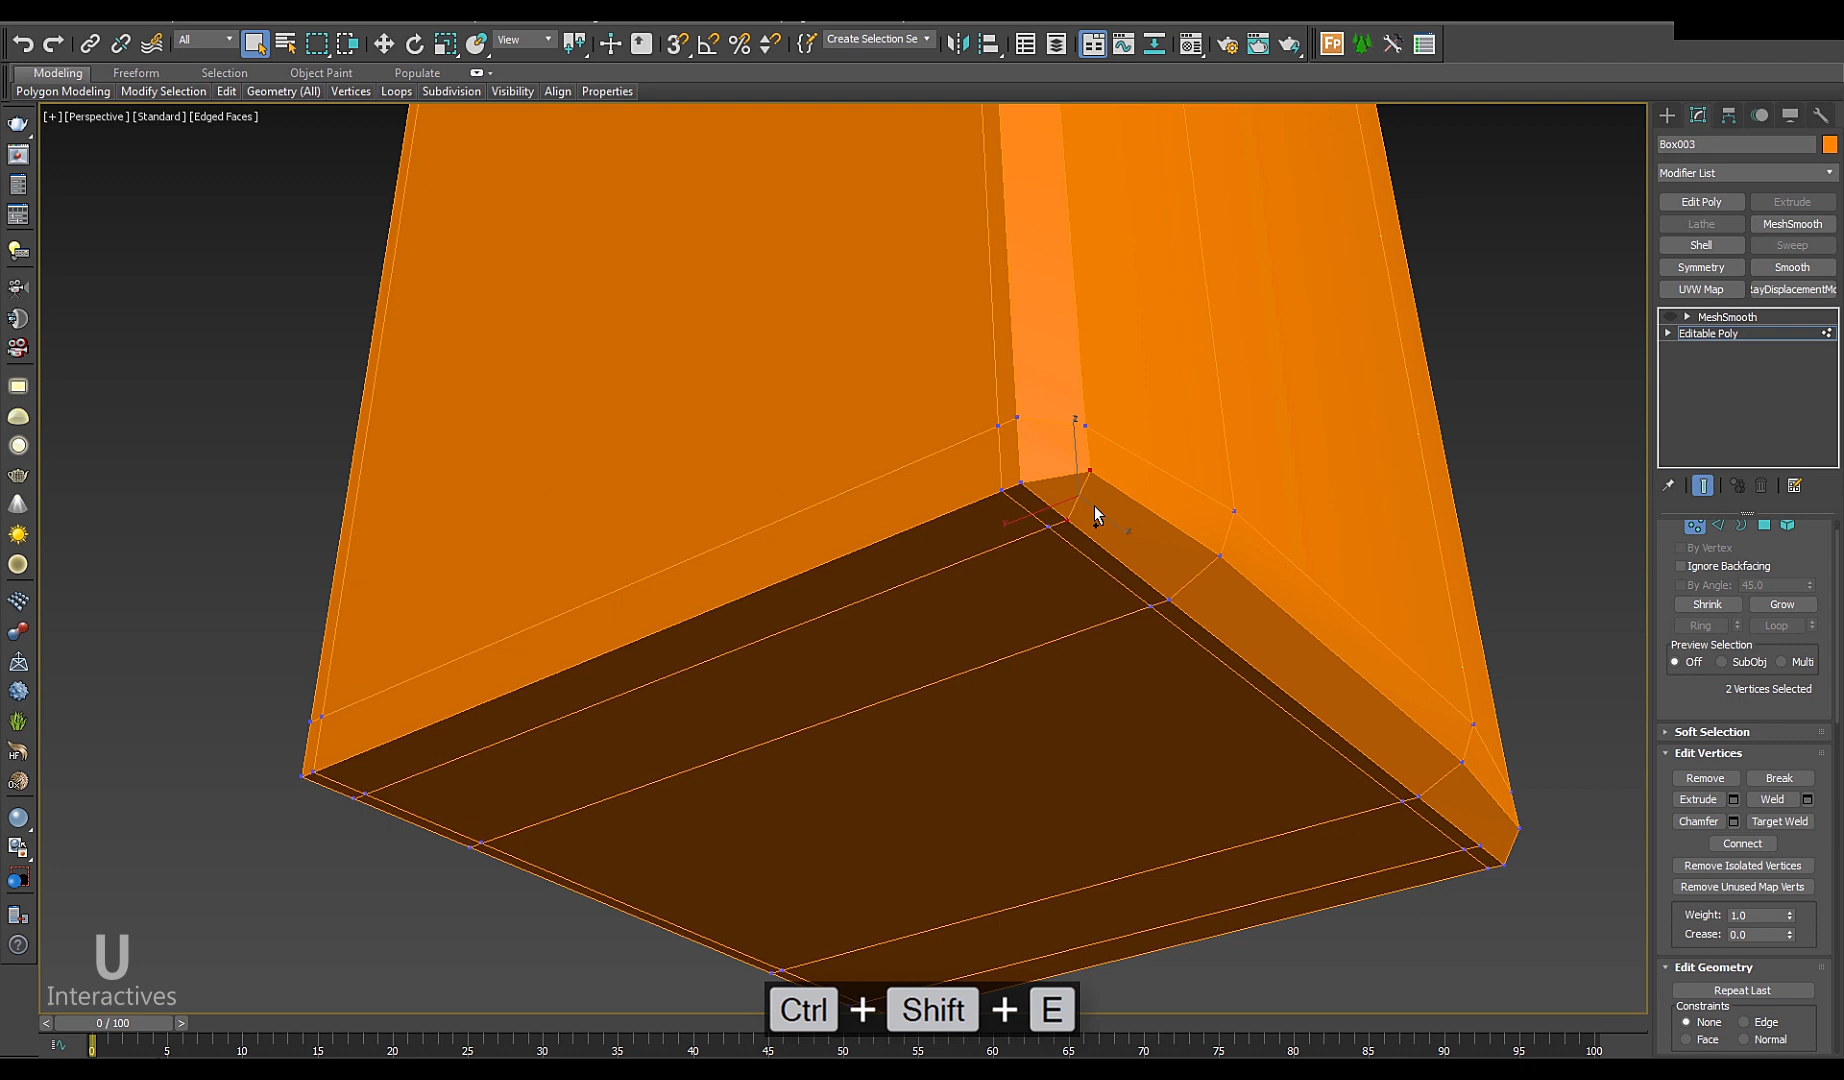 All
View
Create Selection Se
Fp
Modeling Freeform Selection Object Paint Populate
Polygon Modeling Modify Selection Edit Geometry (All) Vertices Loops Subdivision Visibility Align Properties
[+] [Perspective ] [Standard ] [Edged Faces ]
Box003
Modifier List
Edit Poly Extrude
Lathe MeshSmooth
Shell Sweep
Symmetry Smooth
UVW Map ayDisplacementMo
MeshSmooth
Editable Poly
By Vertex
Ignore Backfacing
By Angle: 45.0
Shrink Grow
Ring Loop
Preview Selection
Off SubObj Multi
2 Vertices Selected
Soft Selection
Edit Vertices
Remove Break
Extrude Weld
Chamfer Target Weld
Connect
Remove Isolated Vertices
Remove Unused Map Verts
Weight: 1.0
Crease: 0.0
Edit Geometry
Repeat Last
Constraints
None Edge
Face Normal
z
x
y
HF
U
Interactives
Ctrl + Shift + E
< 0 / 100 >
0 5 10 15 20 25 30 35 40 45 50 55 60 65 70 75 80 85 90 95 100